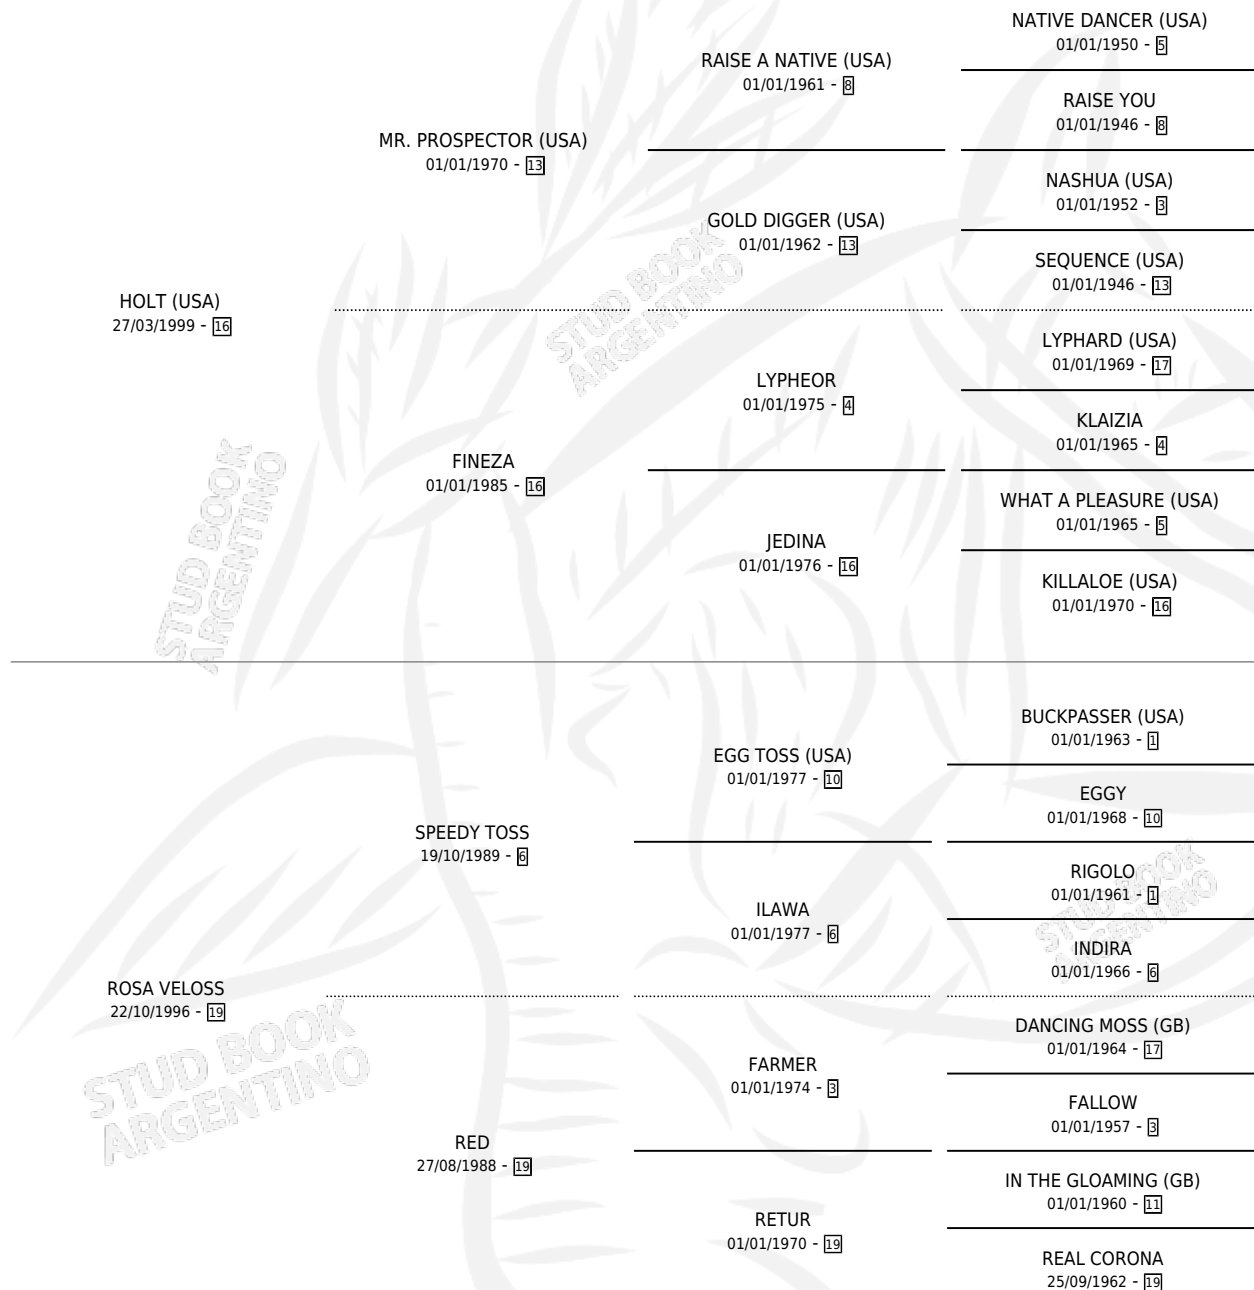 NATIVE DANCER (USA)
01/01/1950 - 5
RAISE A NATIVE (USA)
01/01/1961 - 8
RAISE YOU
01/01/1946 - 8
MR. PROSPECTOR (USA)
01/01/1970 - 13
NASHUA (USA)
01/01/1952 - 3
GOLD DIGGER (USA)
01/01/1962 - 13
SEQUENCE (USA)
01/01/1946 - 13
HOLT (USA)
27/03/1999 - 16
STUD BOOK
ARGENTINO
LYPHARD (USA)
01/01/1969 - 17
LYPHEOR
01/01/1975 - 4
KLAIZIA
01/01/1965 - 4
FINEZA
01/01/1985 - 16
WHAT A PLEASURE (USA)
01/01/1965 - 5
JEDINA
01/01/1976 - 16
KILLALOE (USA)
01/01/1970 - 16
STUD BOOK
ARGENTINO
BUCKPASSER (USA)
01/01/1963 - 1
EGG TOSS (USA)
01/01/1977 - 10
EGGY
01/01/1968 - 10
SPEEDY TOSS
19/10/1989 - 6
RIGOLO
01/01/1961 - 1
ILAWA
01/01/1977 - 6
INDIRA
01/01/1966 - 6
STUD BOOK
ARGENTINO
ROSA VELOSS
22/10/1996 - 19
DANCING MOSS (GB)
01/01/1964 - 17
FARMER
01/01/1974 - 3
FALLOW
01/01/1957 - 3
STUD BOOK
ARGENTINO
RED
27/08/1988 - 19
IN THE GLOAMING (GB)
01/01/1960 - 11
RETUR
01/01/1970 - 19
REAL CORONA
25/09/1962 - 19